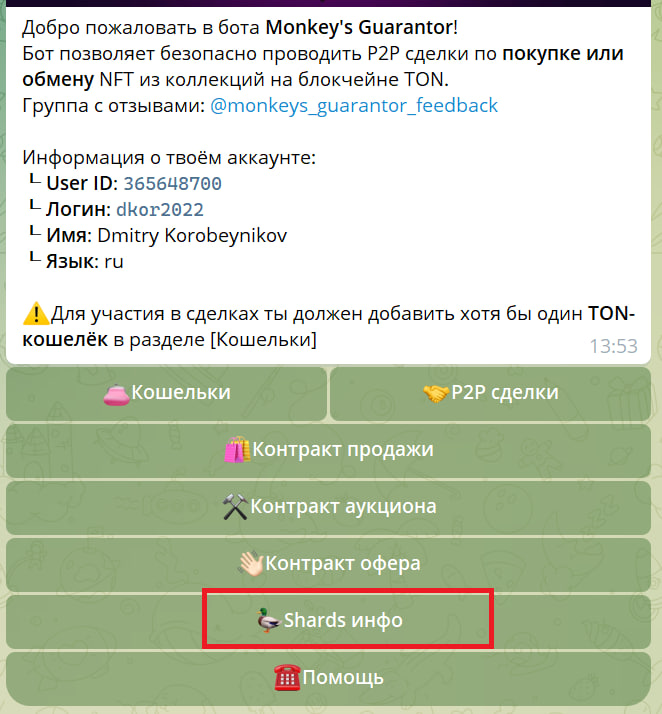 Добро пожаловать в бота Monkey's Guarantor!
Бот позволяет безопасно проводить P2P сделки по покупке или
обмену NFT из коллекций на блокчейне TON.
Группа с отзывами: @monkeys_guarantor_feedback
Информация о твоём аккаунте:
┖ User ID: 365648700
┖ Логин: dkor2022
┖ Имя: Dmitry Korobeynikov
┖ Язык: ru
⚠️Для участия в сделках ты должен добавить хотя бы один TON-
кошелёк в разделе [Кошельки]
13:53
👛Кошельки
🤝P2P сделки
🛍Контракт продажи
⚒Контракт аукциона
👋🏻Контракт офера
🦆Shards инфо
☎️Помощь